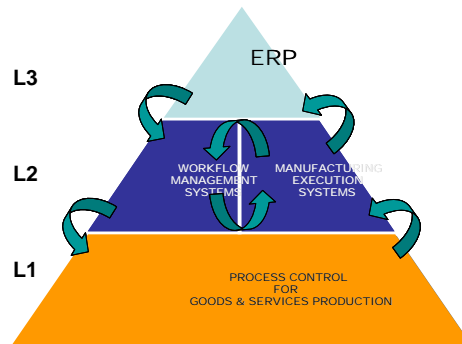 ERP
L3
L2
WORKFLOW
MANAGEMENT
SYSTEMS
MANUFACTURING
EXECUTION
SYSTEMS
L1
PROCESS CONTROL
FOR
GOODS & SERVICES PRODUCTION